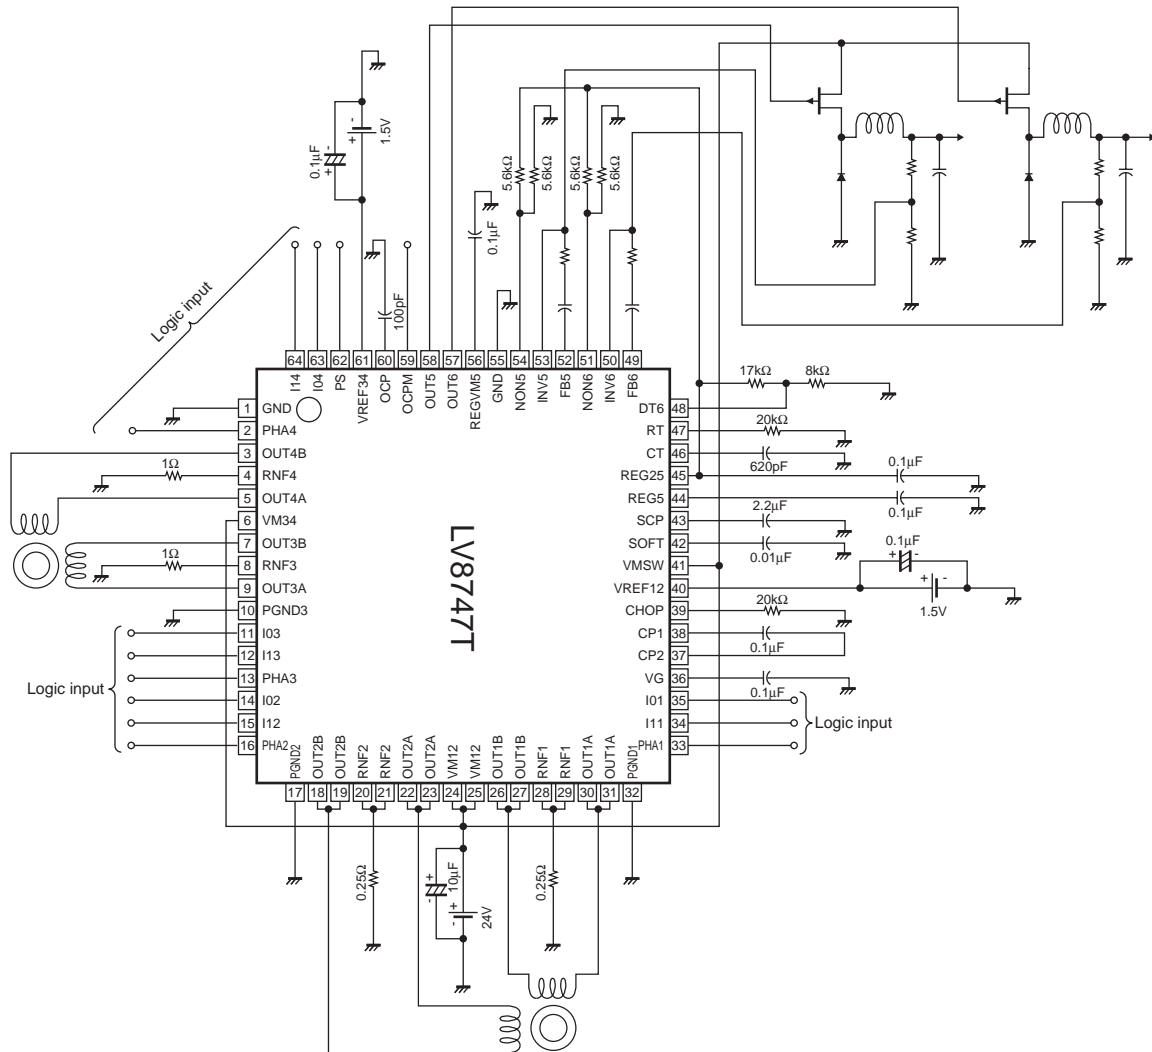 0.1µF
-
+
-
+
1.5V
Logic input
100pF
0.1µF
5.6kΩ
5.6kΩ
5.6kΩ
5.6kΩ
64 63 62 61 60 59 58 57 56 55 54 53 52 51 50 49
I14 I04 PS VREF34 OCP OCPM OUT5 OUT6 REGVM5 GND NON5 INV5 FB5 NON6 INV6 FB6
1 GND
2 PHA4
3 OUT4B
1Ω
4 RNF4
5 OUT4A
6 VM34
7 OUT3B
1Ω
8 RNF3
9 OUT3A
10 PGND3
11 I03
12 I13
13 PHA3
Logic input
14 I02
15 I12
16 PHA2
LV8747T
17kΩ
8kΩ
DT6 48
20kΩ
RT 47
CT 46
620pF
0.1µF
REG25 45
REG5 44
0.1µF
2.2µF
SCP 43
SOFT 42
0.01µF
0.1µF
+
-
VMSW 41
VREF12 40
+
-
1.5V
20kΩ
CHOP 39
CP1 38
0.1µF
CP2 37
VG 36
0.1µF
I01 35
I11 34
Logic input
PHA1 33
PGND2 OUT2B OUT2B RNF2 RNF2 OUT2A OUT2A VM12 VM12 OUT1B OUT1B RNF1 RNF1 OUT1A OUT1A PGND1
17 18 19 20 21 22 23 24 25 26 27 28 29 30 31 32
0.25Ω
+
-
10µF
+
-
24V
0.25Ω